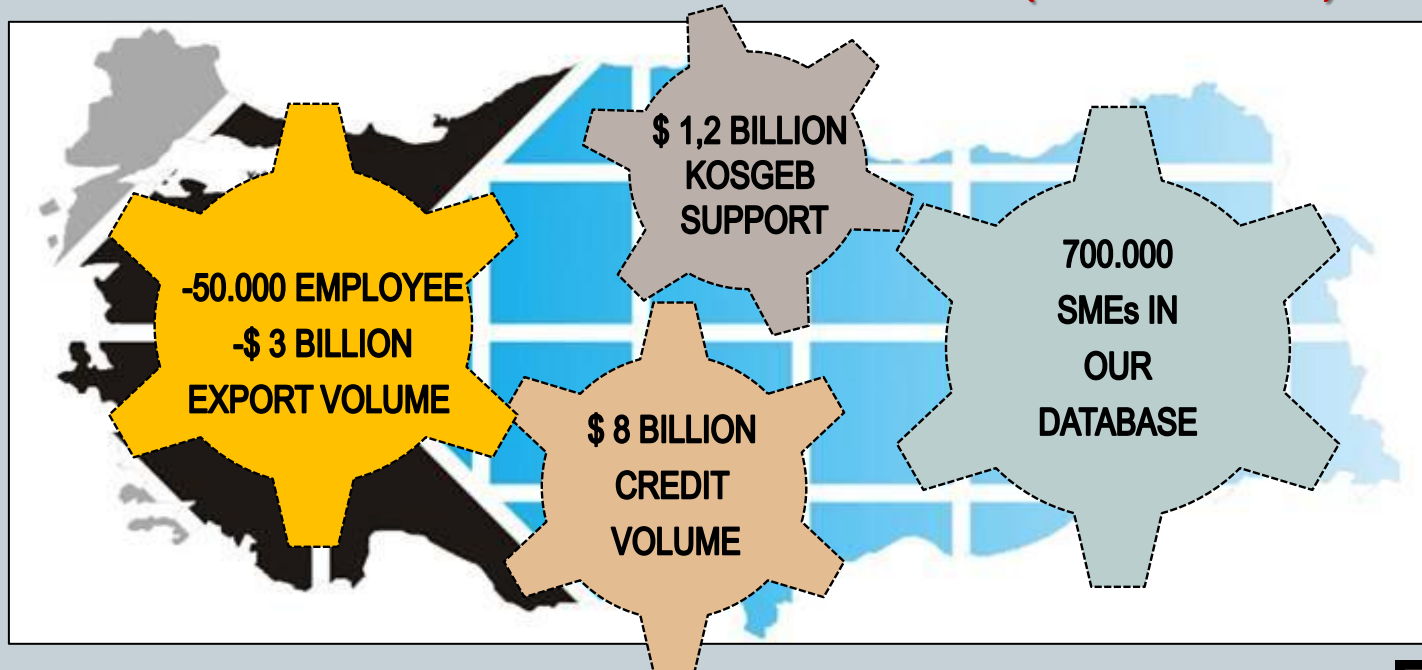 $ 1,2 BILLION
KOSGEB
SUPPORT
-50.000 EMPLOYEE
-$ 3 BILLION
EXPORT VOLUME
$ 8 BILLION
CREDIT
VOLUME
700.000
SMEs IN
OUR
DATABASE